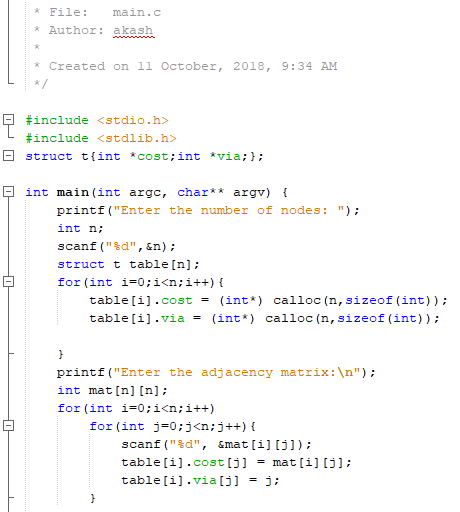 * File:   main.c
* Author: akash
*
* Created on 11 October, 2018, 9:34 AM
*/
#include <stdio.h>
#include <stdlib.h>
struct t{int *cost;int *via;};
int main(int argc, char** argv) {
printf("Enter the number of nodes: ");
int n;
scanf("%d",&n);
struct t table[n];
for(int i=0;i<n;i++){
table[i].cost = (int*) calloc(n,sizeof(int));
table[i].via = (int*) calloc(n,sizeof(int));
}
printf("Enter the adjacency matrix:\n");
int mat[n][n];
for(int i=0;i<n;i++)
for(int j=0;j<n;j++){
scanf("%d", &mat[i][j]);
table[i].cost[j] = mat[i][j];
table[i].via[j] = j;
}